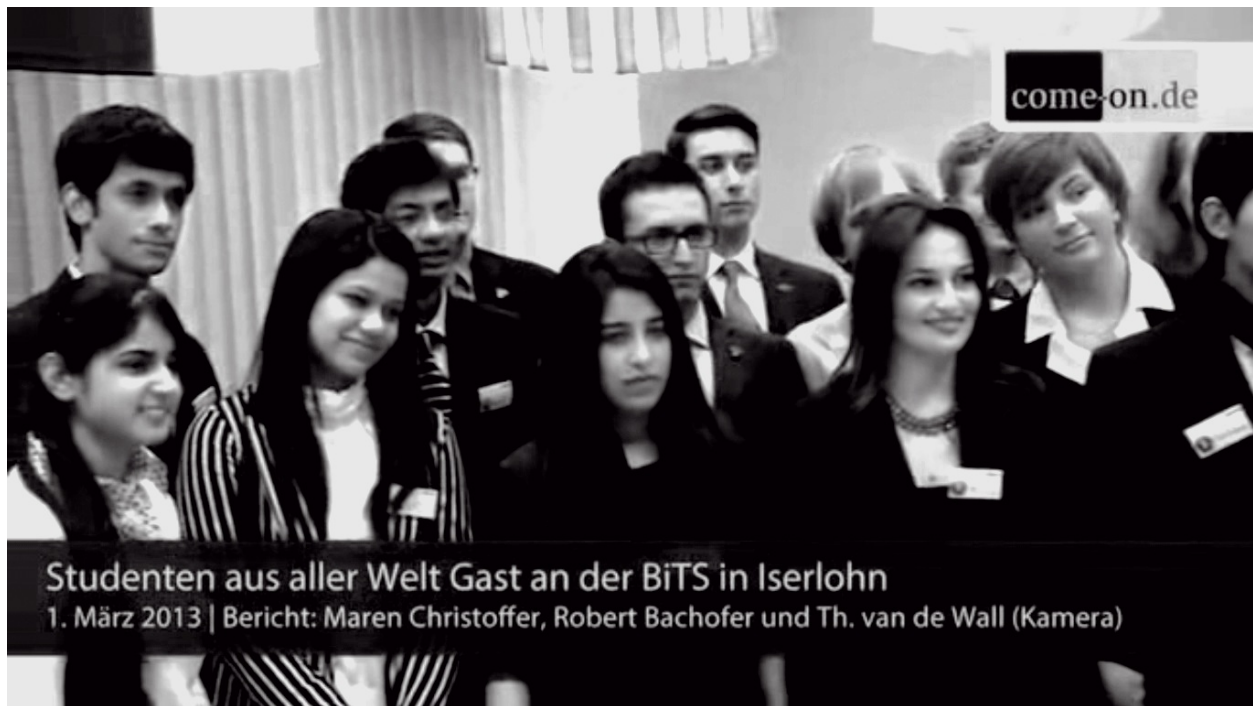 come-on.de
Studenten aus aller Welt Gast an der BiTS in Iserlohn
1. März 2013 | Bericht: Maren Christoffer, Robert Bachofer und Th. van de Wall (Kamera)